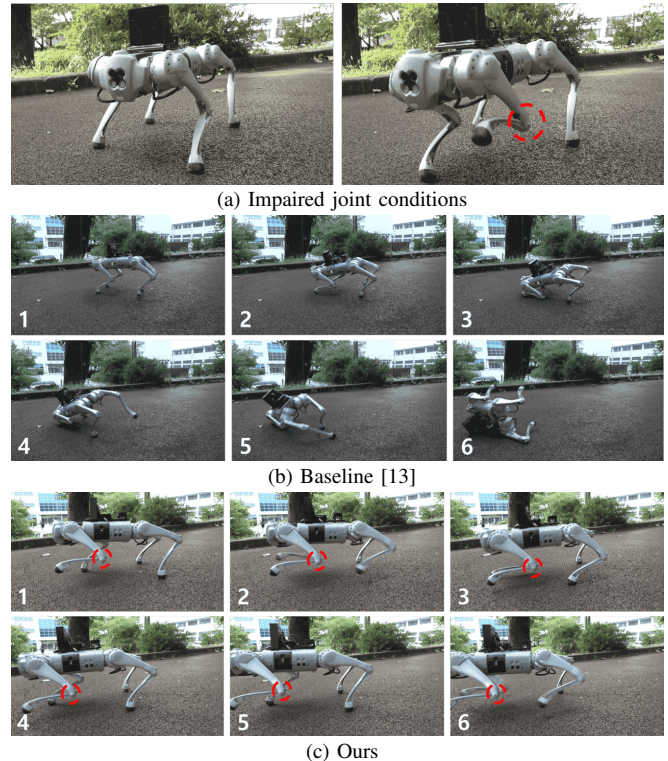 (a) Impaired joint conditions
1 2 3
4 5 6
(b) Baseline [13]
1 2 3
4 5 6
(c) Ours